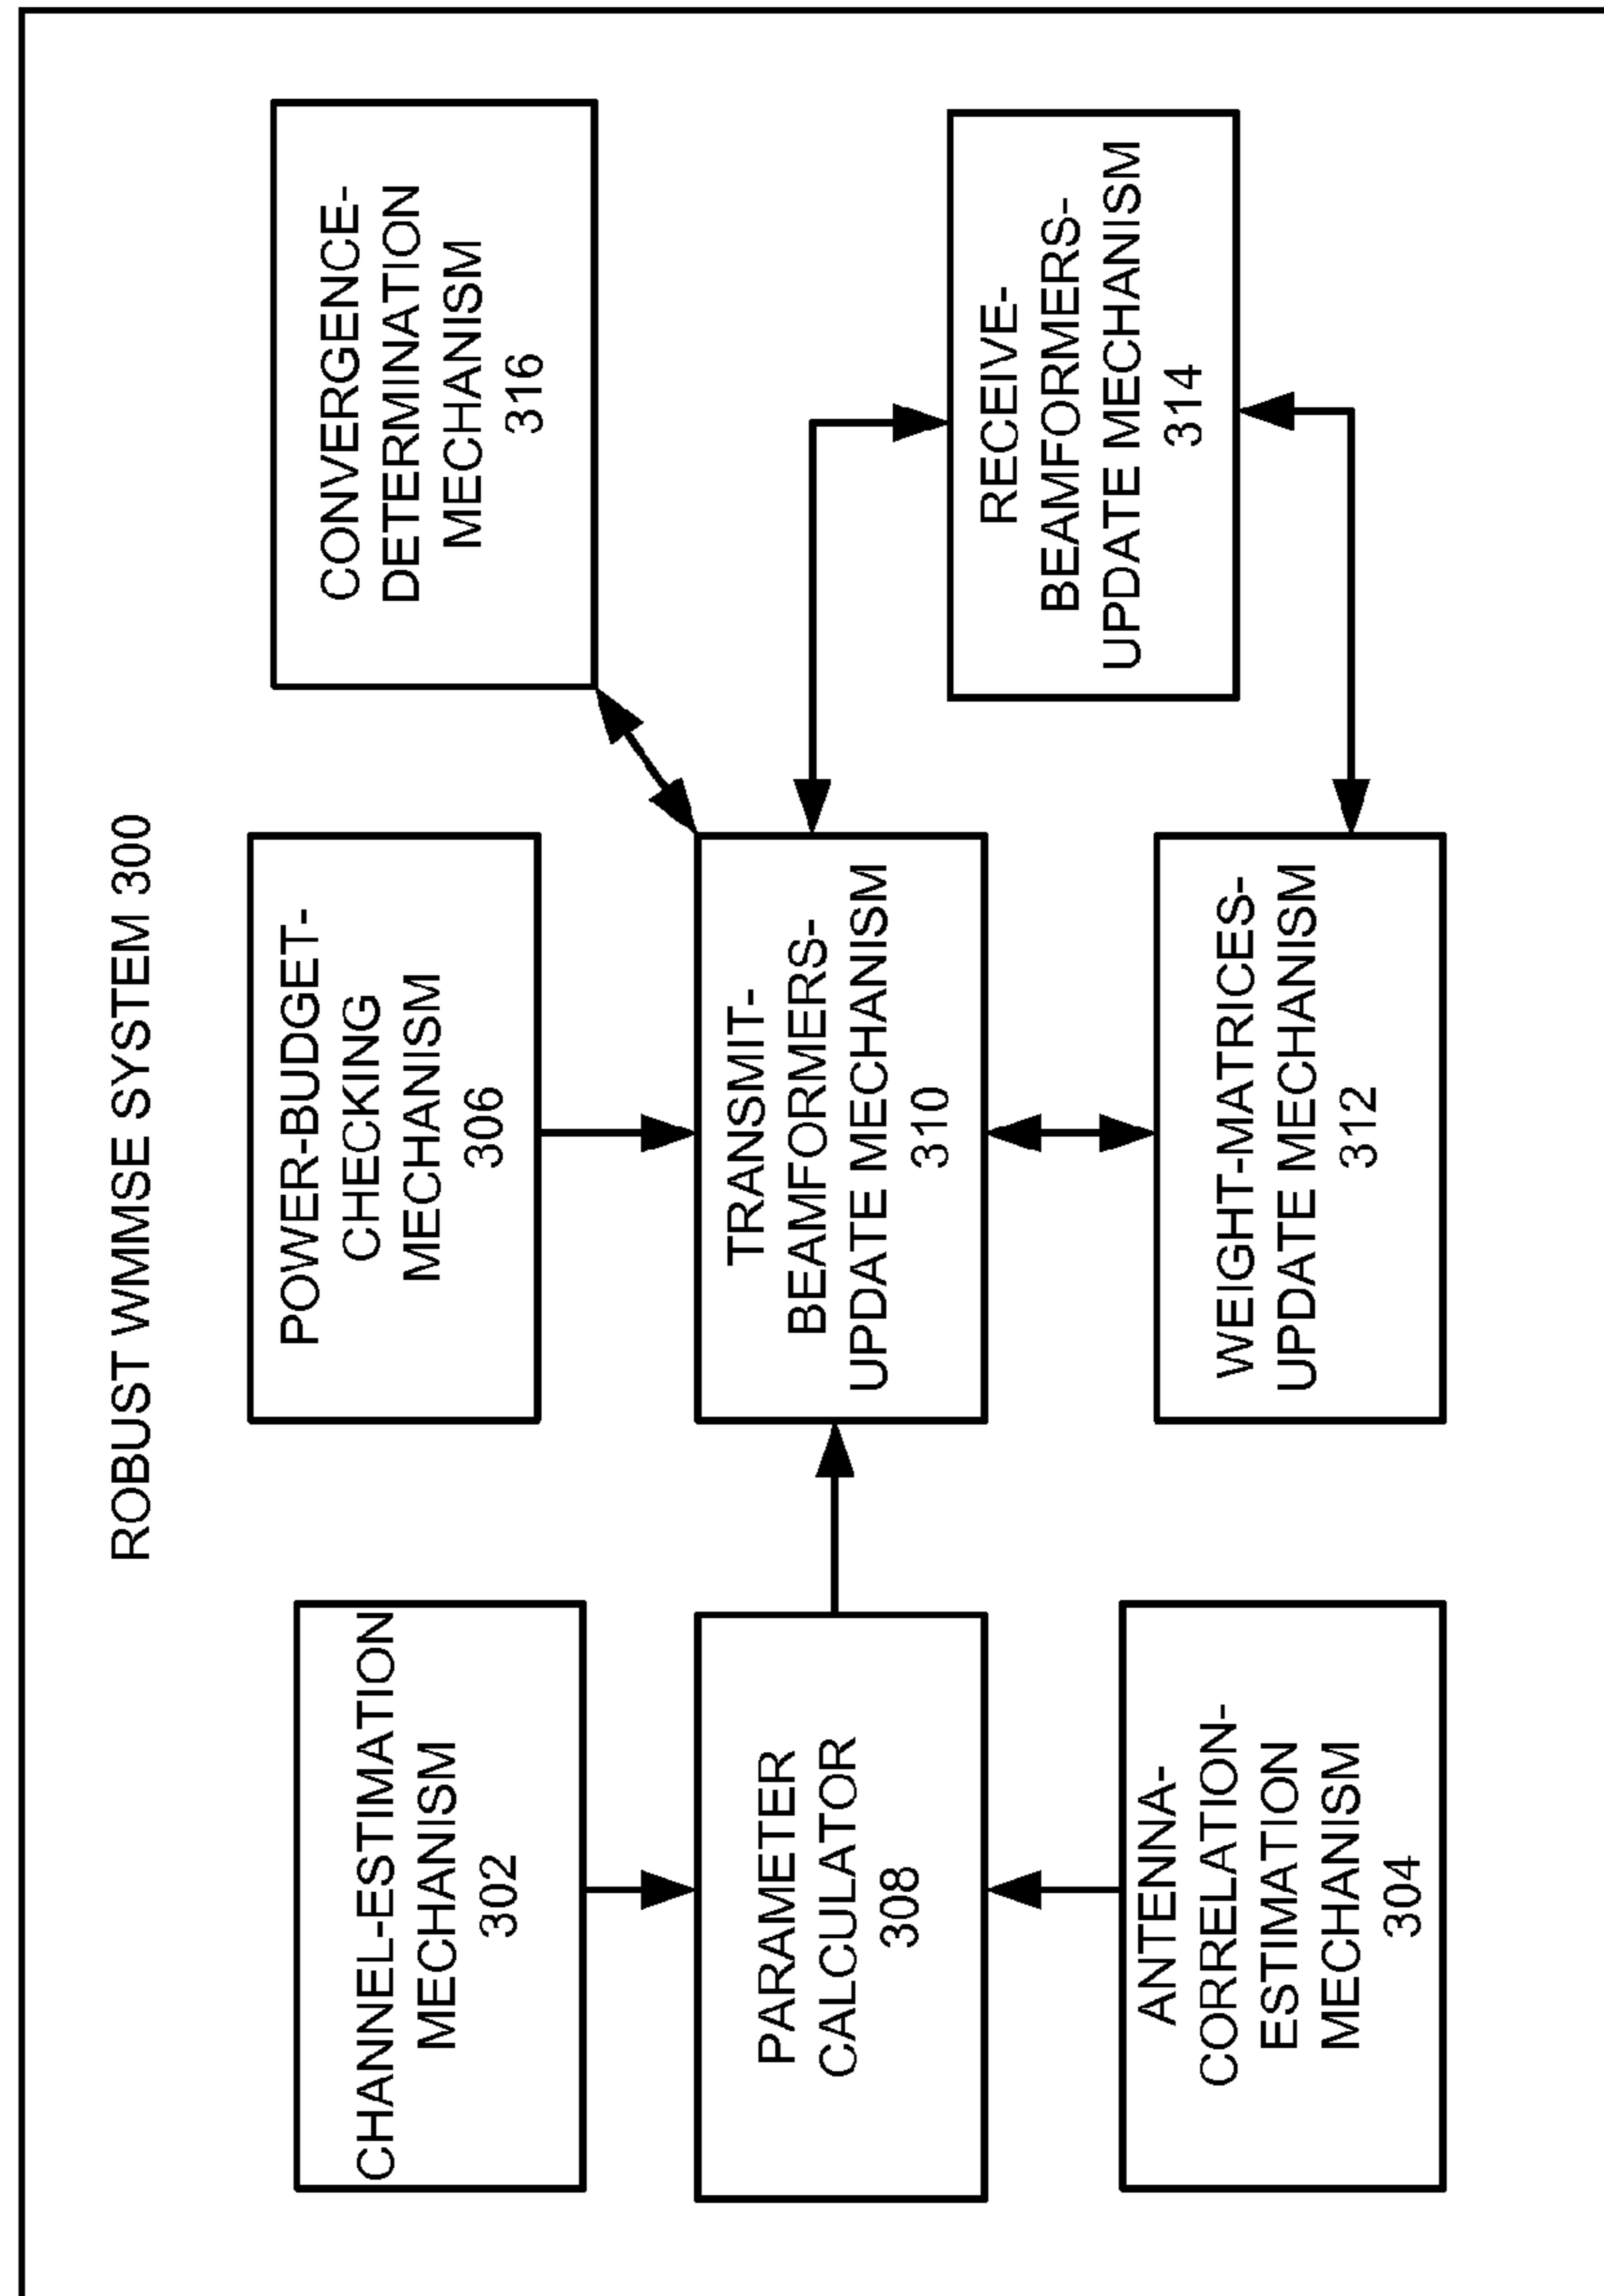 ROBUST WMMSE SYSTEM 300
CHANNEL-ESTIMATION
MECHANISM
302
POWER-BUDGET-
CHECKING
MECHANISM
306
CONVERGENCE-
DETERMINATION
MECHANISM
316
PARAMETER
CALCULATOR
308
TRANSMIT-
BEAMFORMERS-
UPDATE MECHANISM
310
RECEIVE-
BEAMFORMERS-
UPDATE MECHANISM
314
ANTENNA-
CORRELATION-
ESTIMATION
MECHANISM
304
WEIGHT-MATRICES-
UPDATE MECHANISM
312